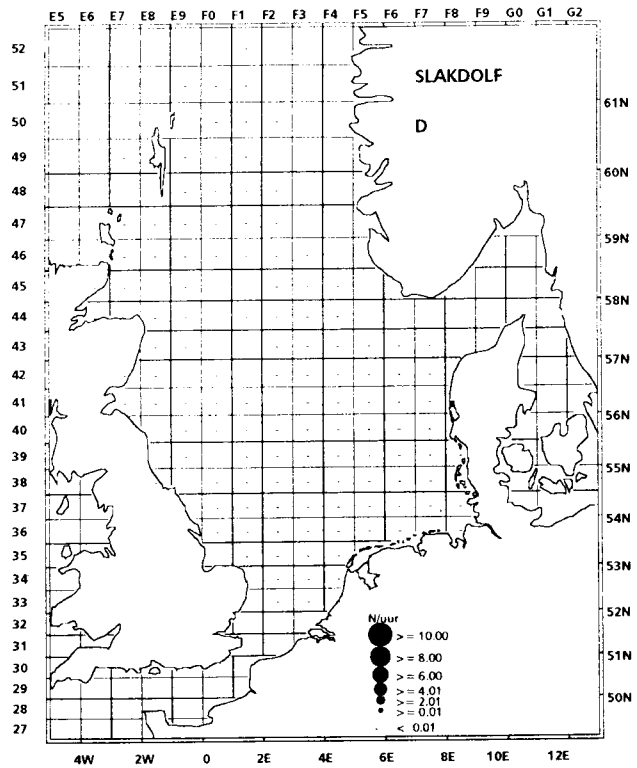 E5 E6 E7 E8 E9 F0 F1 F2 F3 F4 F5 F6 F7 F8 F9 G0 G1 G2
52
SLAKDOLF
51
61N
50
D
49
60N
48
47
59N
46
45
58N
44
43
57N
42
41
56N
40
39
55N
38
37
54N
36
35
53N
34
33
52N
32
N/uur
>= 10.00
31
>= 8.00
51N
30
>= 6.00
29
>= 4.01
50N
>= 2.01
28
>= 0.01
27
< 0.01
4W 2W 0 2E 4E 6E 8E 10E 12E